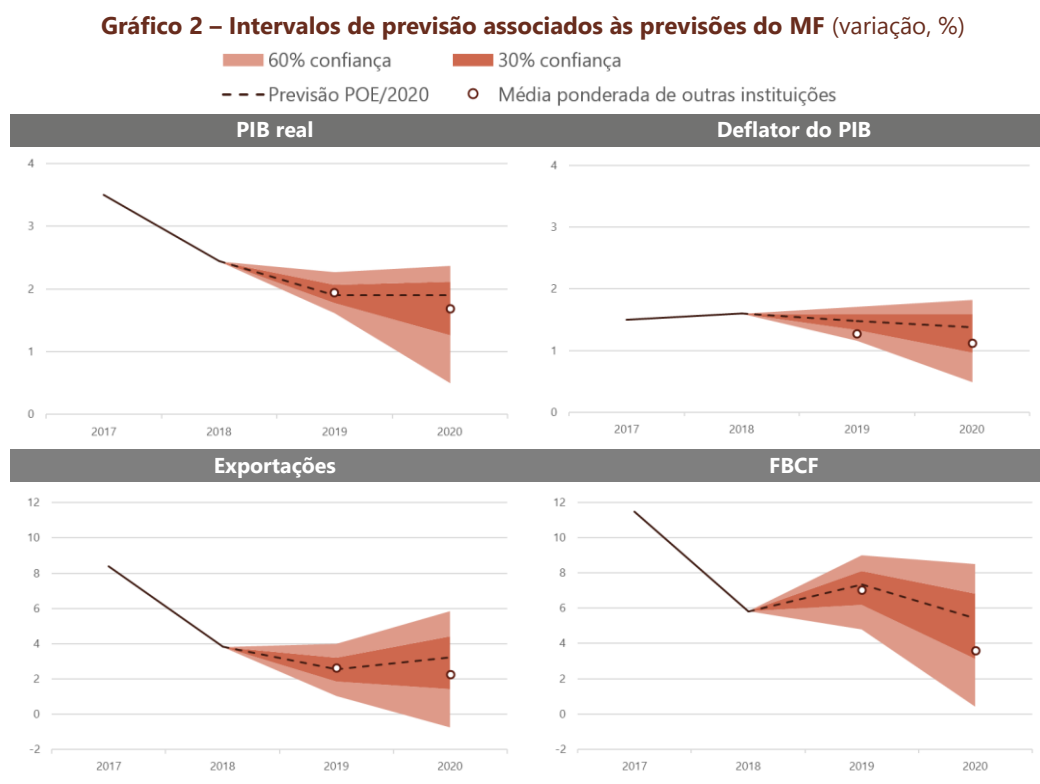 Gráfico 2 – Intervalos de previsão associados às previsões do MF (variação, %)
60% confiança 30% confiança
Previsão POE/2020 Média ponderada de outras instituições
PIB real
4
3
2
1
0
2017 2018 2019 2020
Deflator do PIB
4
3
2
1
0
2017 2018 2019 2020
Exportações
12
10
8
6
4
2
0
-2
2017 2018 2019 2020
FBCF
12
10
8
6
4
2
0
-2
2017 2018 2019 2020